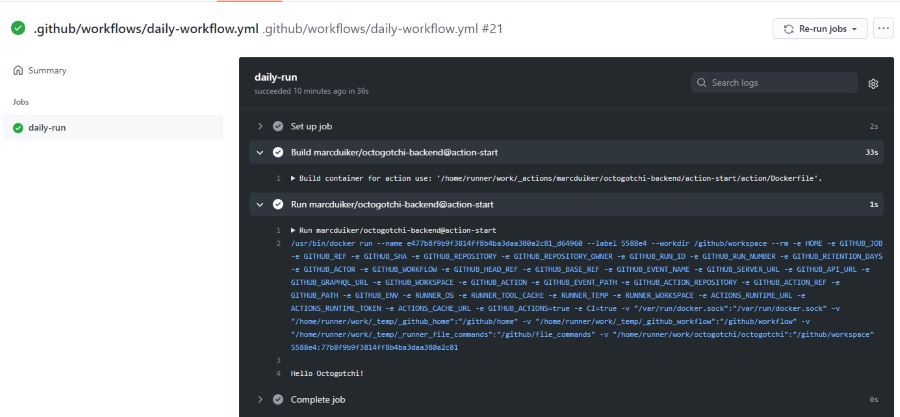 .github/workflows/daily-workflow.yml .github/workflows/daily-workflow.yml #21
Re-run jobs
Summary
Jobs
daily-run
daily-run
succeeded 10 minutes ago in 36s
Search logs
Set up job 2s
Build marcduiker/octogotchi-backend@action-start 33s
1 ▶ Build container for action use: '/home/runner/work/_actions/marcduiker/octogotchi-backend/action-start/action/Dockerfile'.
Run marcduiker/octogotchi-backend@action-start 1s
1 ▶ Run marcduiker/octogotchi-backend@action-start
2 /usr/bin/docker run --name e477b8f9b9f3814ff8b4ba3daa380a2c81_d64960 --label 5588e4 --workdir /github/workspace --rm -e HOME -e GITHUB_JOB
-e GITHUB_REF -e GITHUB_SHA -e GITHUB_REPOSITORY -e GITHUB_REPOSITORY_OWNER -e GITHUB_RUN_ID -e GITHUB_RUN_NUMBER -e GITHUB_RETENTION_DAYS
-e GITHUB_ACTOR -e GITHUB_WORKFLOW -e GITHUB_HEAD_REF -e GITHUB_BASE_REF -e GITHUB_EVENT_NAME -e GITHUB_SERVER_URL -e GITHUB_API_URL -e
GITHUB_GRAPHQL_URL -e GITHUB_WORKSPACE -e GITHUB_ACTION -e GITHUB_EVENT_PATH -e GITHUB_ACTION_REPOSITORY -e GITHUB_ACTION_REF -e
GITHUB_PATH -e GITHUB_ENV -e RUNNER_OS -e RUNNER_TOOL_CACHE -e RUNNER_TEMP -e RUNNER_WORKSPACE -e ACTIONS_RUNTIME_URL -e
ACTIONS_RUNTIME_TOKEN -e ACTIONS_CACHE_URL -e GITHUB_ACTIONS=true -e CI=true -v "/var/run/docker.sock":"/var/run/docker.sock" -v
"/home/runner/work/_temp/_github_home":"/github/home" -v "/home/runner/work/_temp/_github_workflow":"/github/workflow" -v
"/home/runner/work/_temp/_runner_file_commands":"/github/file_commands" -v "/home/runner/work/octogotchi/octogotchi":"/github/workspace"
5588e4:77b8f9b9f3814ff8b4ba3daa380a2c81
3
4 Hello Octogotchi!
Complete job 0s